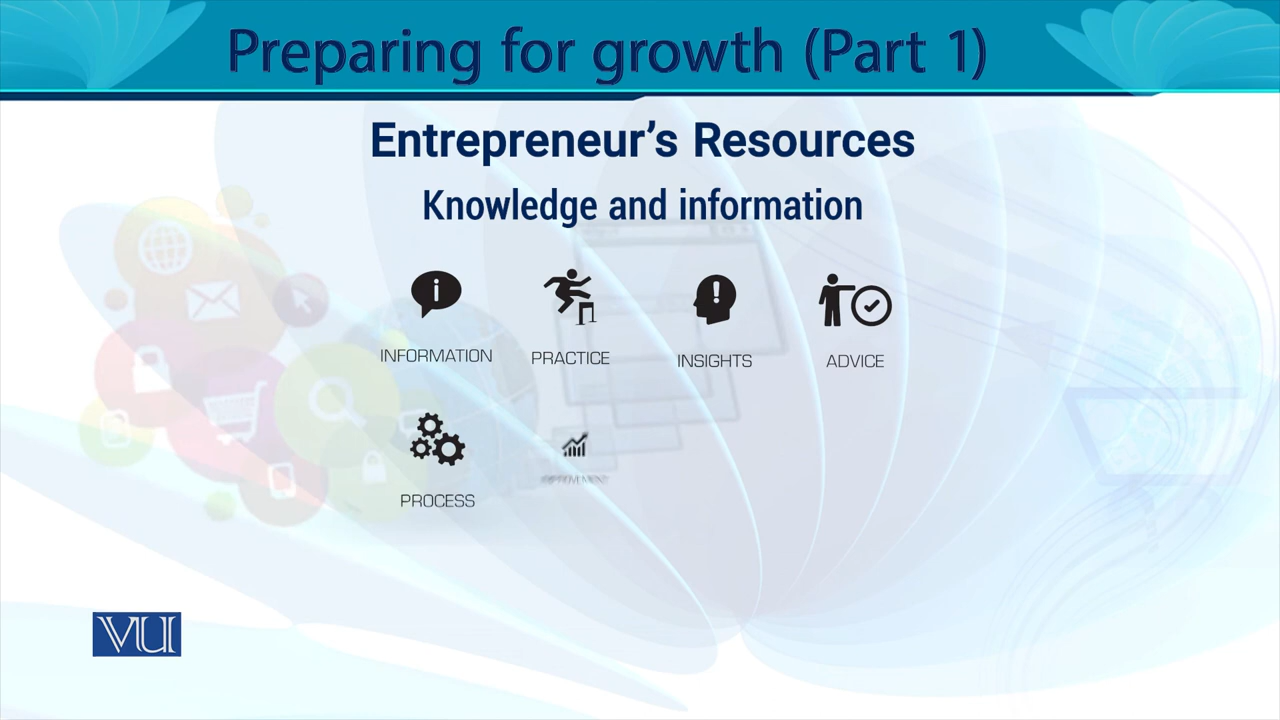 Preparing for growth (Part 1)
Entrepreneur's Resources
Knowledge and information
INFORMATION PRACTICE INSIGHTS ADVICE
PROCESS
VU